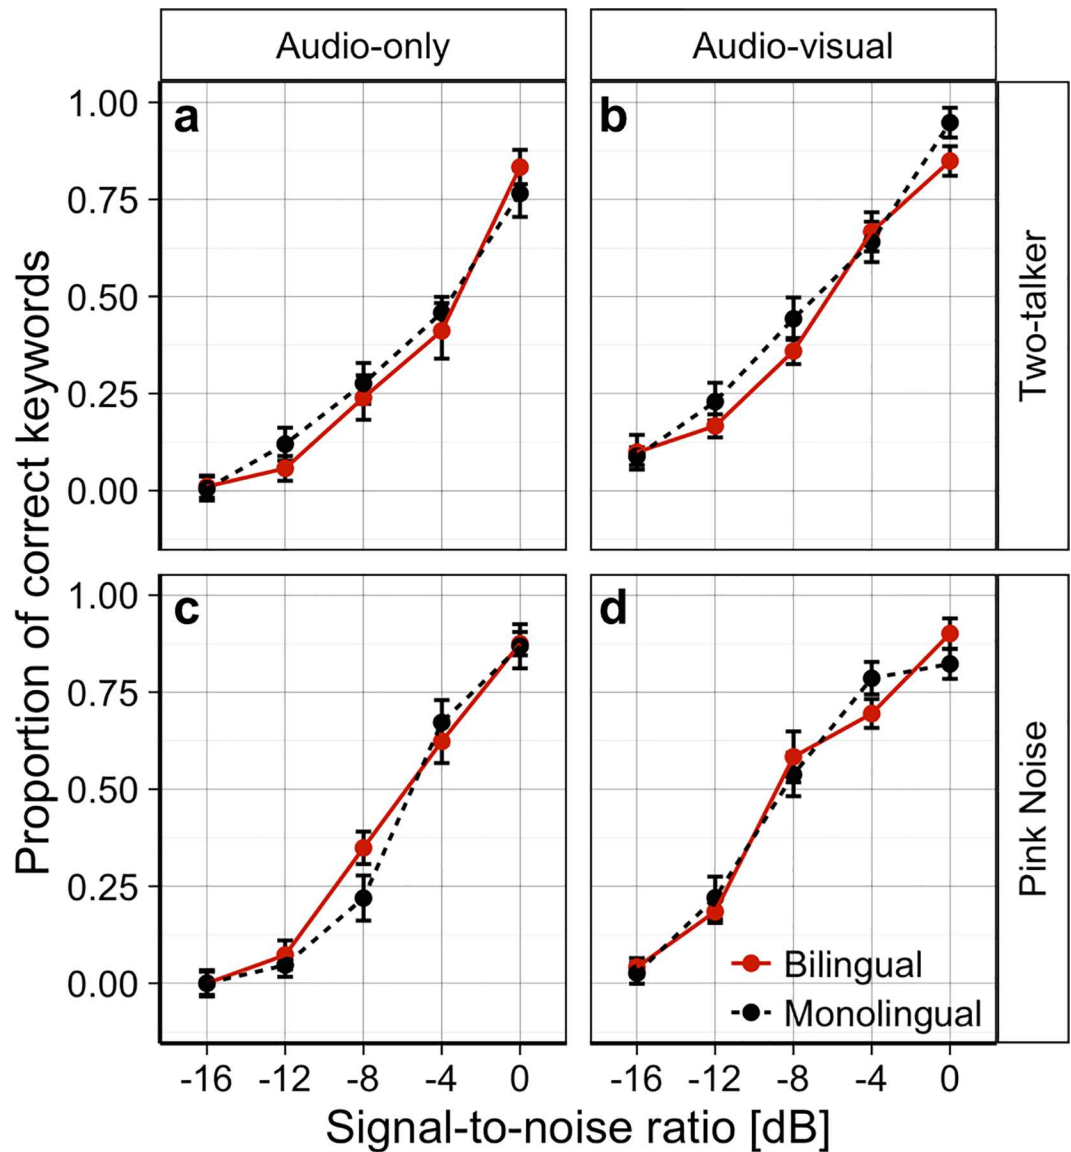 Audio-only
Audio-visual
a
b
1.00
0.75
0.50
0.25
0.00
Two-talker
c
d
1.00
0.75
0.50
0.25
0.00
Pink Noise
Bilingual
Monolingual
-16 -12 -8 -4 0
-16 -12 -8 -4 0
Proportion of correct keywords
Signal-to-noise ratio [dB]